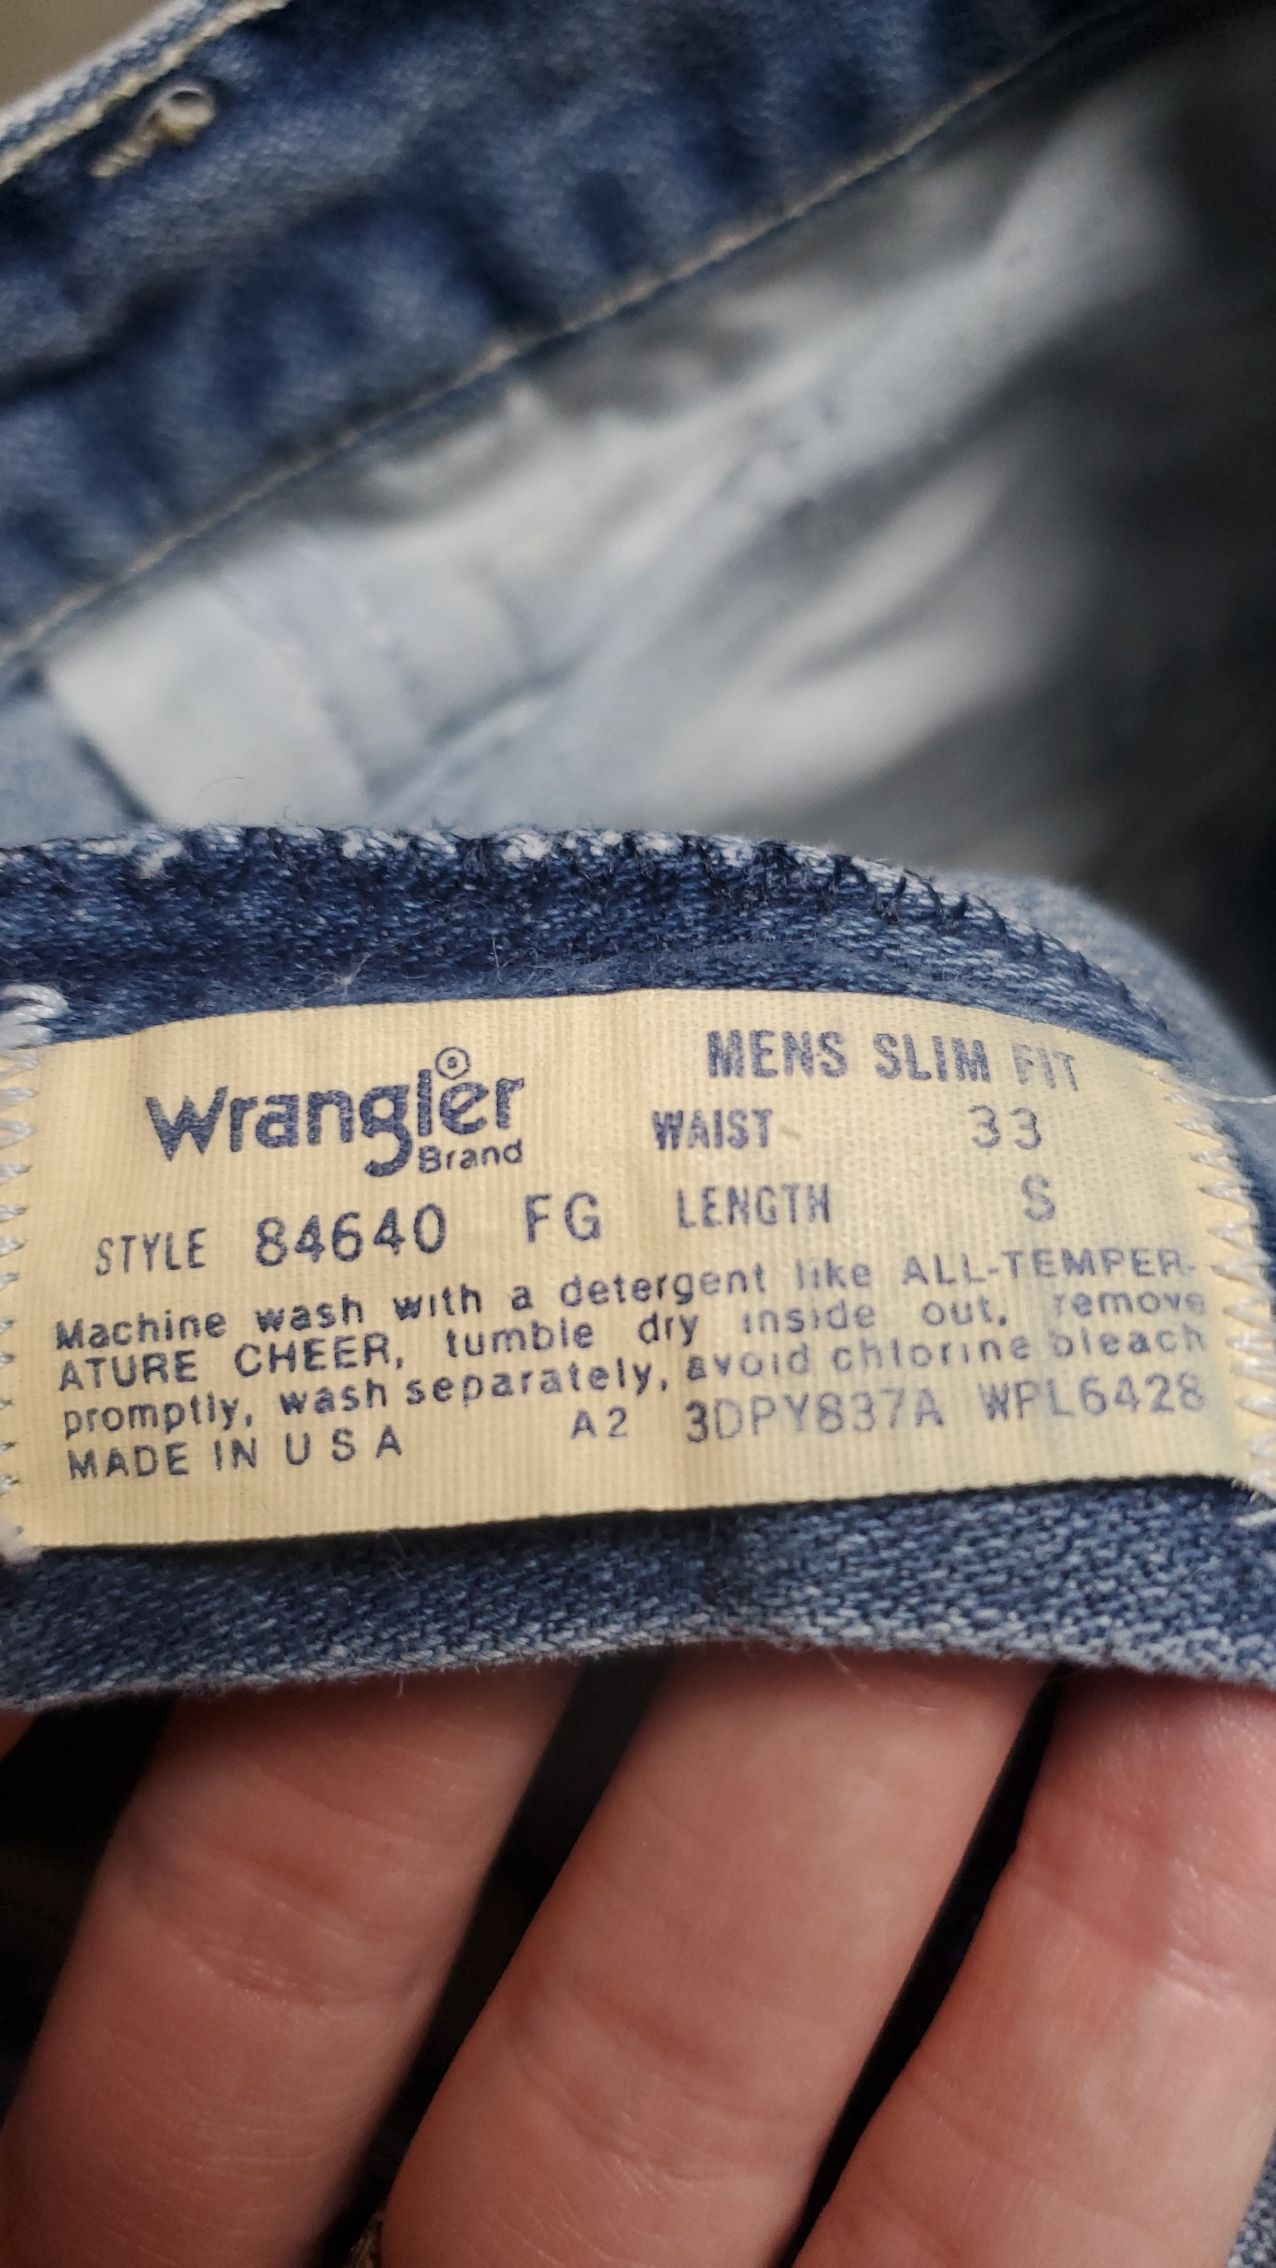 Wrangler®
Brand
MENS SLIM FIT
WAIST 33
STYLE 84640 FG LENGTH S
Machine wash with a detergent like ALL-TEMPER-
ATURE CHEER, tumble dry inside out, remove
promptly, wash separately, avoid chlorine bleach
MADE IN U S A A2 3DPY837A WPL6428